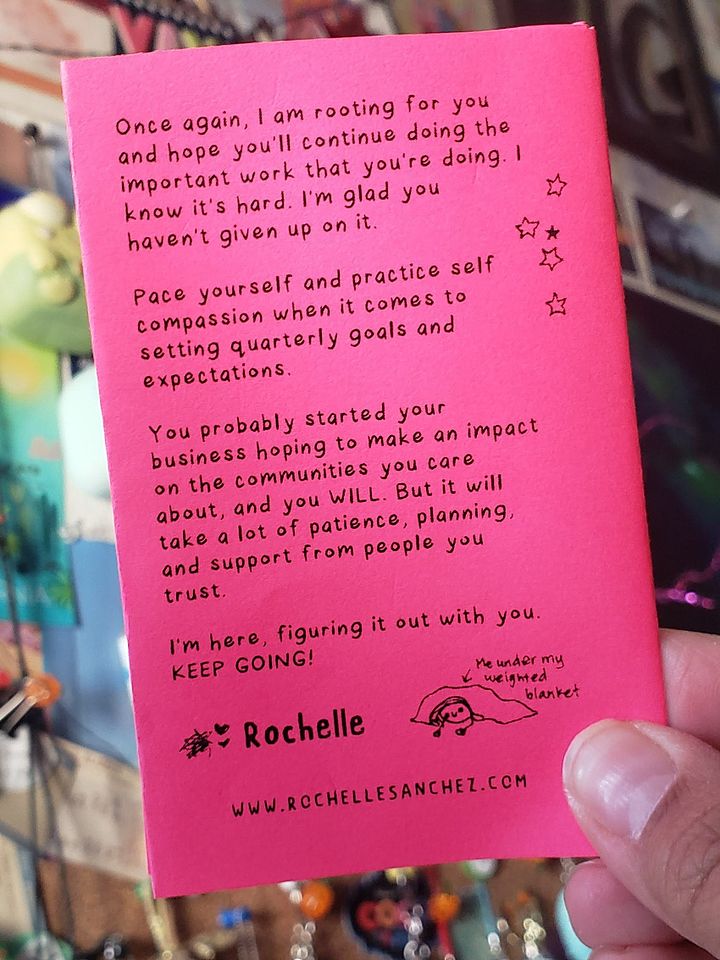 Once again, I am rooting for you
and hope you'll continue doing the
important work that you're doing. I
know it's hard. I'm glad you
haven't given up on it.
Pace yourself and practice self
compassion when it comes to
setting quarterly goals and
expectations.
You probably started your
business hoping to make an impact
on the communities you care
about, and you WILL. But it will
take a lot of patience, planning,
and support from people you
trust.
I'm here, figuring it out with you.
KEEP GOING!
Me under my
weighted
blanket
Rochelle
WWW.ROCHELLESANCHEZ.COM